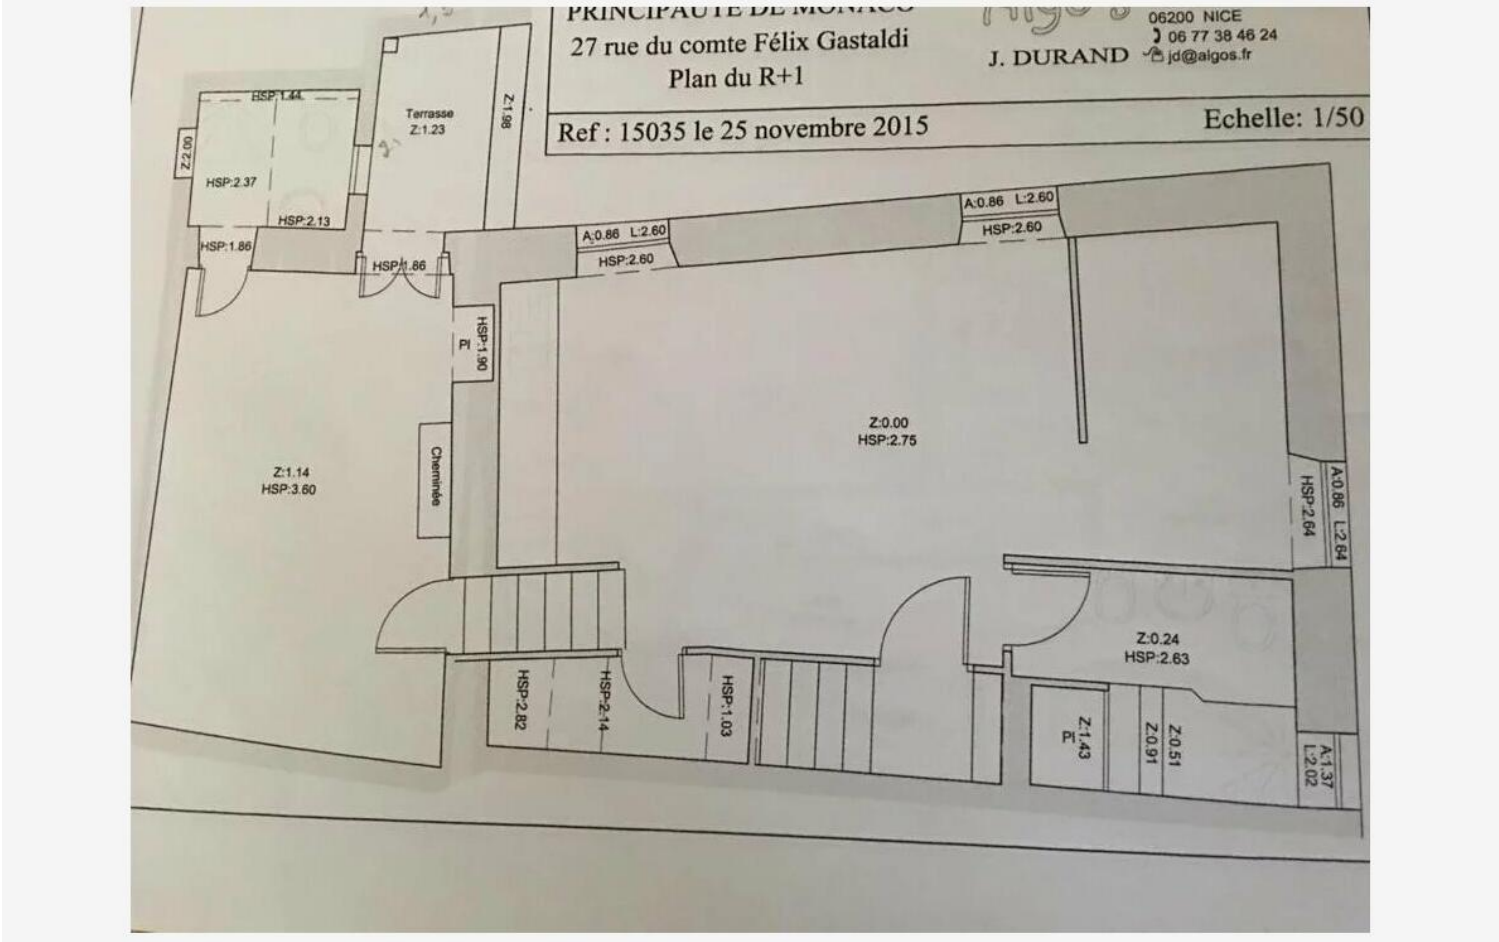 PRINCIPAUTE DE MONACO
27 rue du comte Félix Gastaldi
Plan du R+1
Algos
J. DURAND
06200 NICE
06 77 38 46 24
jd@algos.fr
Ref : 15035 le 25 novembre 2015
Echelle: 1/50
HSP:1.44
Z:2.00
HSP:2.37
HSP:2.13
HSP:1.86
Terrasse
Z:1.23
Z:1.98
HSP:1.86
A:0.86 L:2.60
HSP:2.60
A:0.86 L:2.60
HSP:2.60
Pl
HSP:1.90
Cheminée
Z:1.14
HSP:3.60
Z:0.00
HSP:2.75
A:0.86 L:2.64
HSP:2.64
Z:0.24
HSP:2.63
HSP:2.82
HSP:2.14
HSP:1.03
Z:1.43
Pl
Z:0.51
Z:0.91
A:1.37
L:2.02